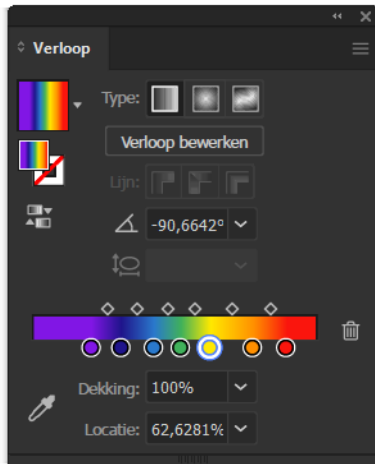 Verloop
Type:
Verloop bewerken
Lijn:
-90,6642°
Dekking: 100%
Locatie: 62,6281%